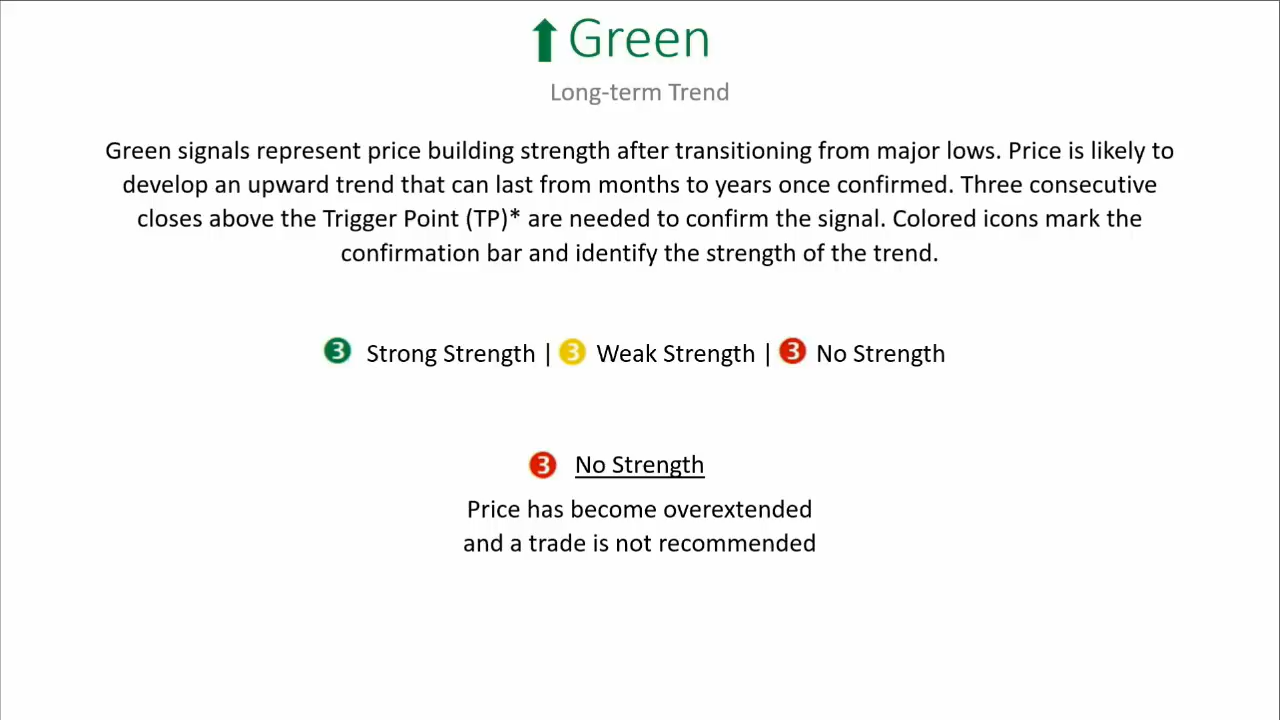 Green
Long-term Trend
Green signals represent price building strength after transitioning from major lows. Price is likely to
develop an upward trend that can last from months to years once confirmed. Three consecutive
closes above the Trigger Point (TP)* are needed to confirm the signal. Colored icons mark the
confirmation bar and identify the strength of the trend.
3 Strong Strength | 3 Weak Strength | 3 No Strength
3 No Strength
Price has become overextended
and a trade is not recommended